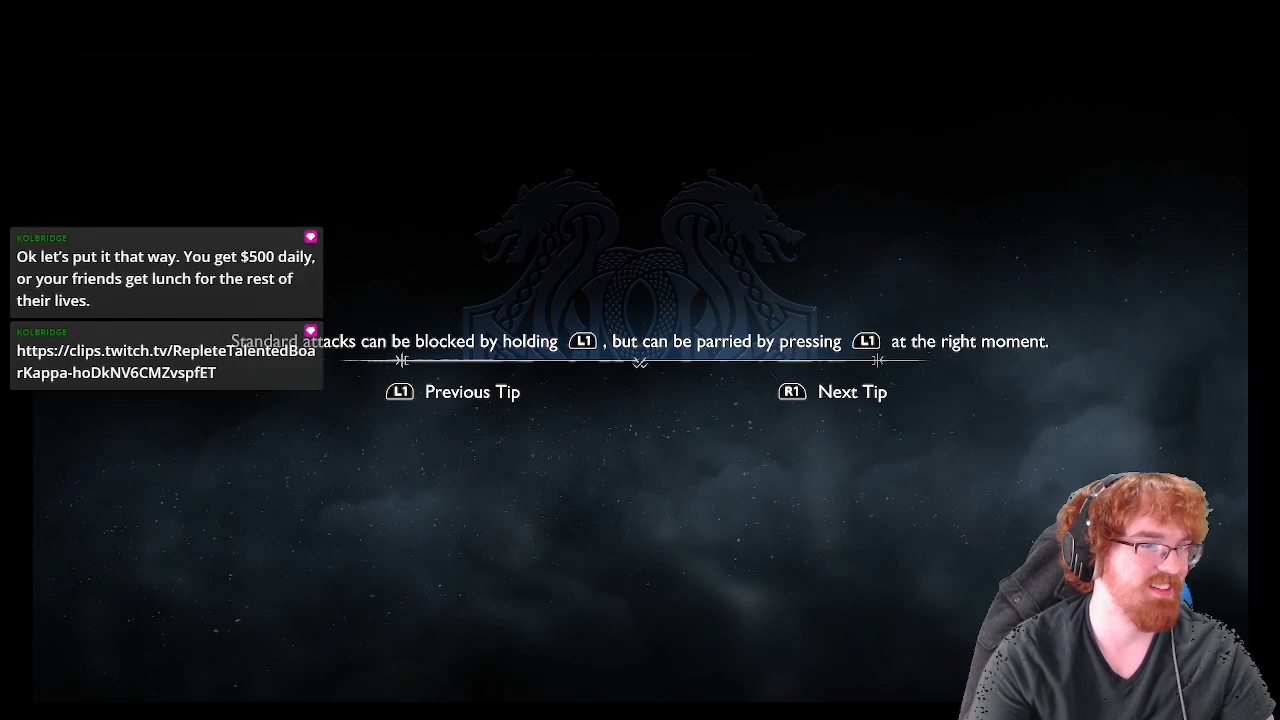 KOLBRIDGE
Ok let's put it that way. You get $500 daily,
or your friends get lunch for the rest of
their lives.
KOLBRIDGE
https://clips.twitch.tv/RepleteTalentedBoa
rKappa-hoDkNV6CMZvspfET
Standard attacks can be blocked by holding L1 , but can be parried by pressing L1 at the right moment.
L1 Previous Tip
R1 Next Tip